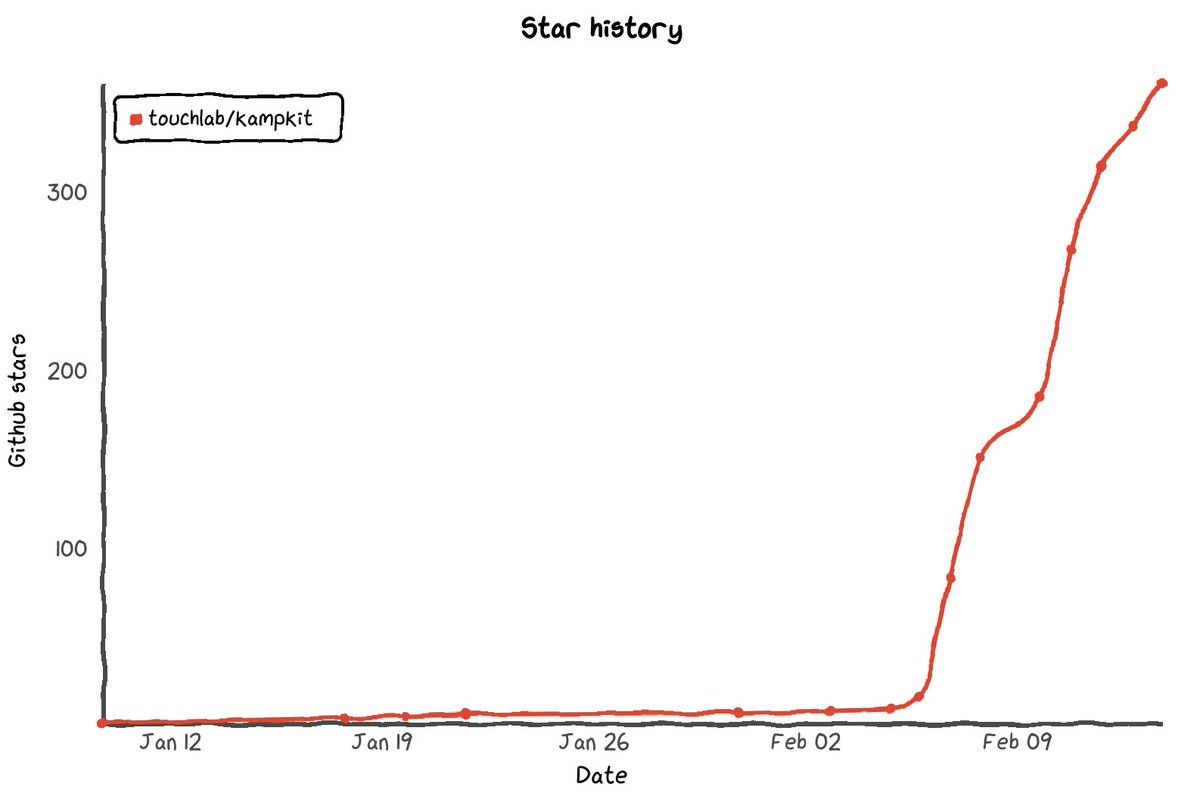 Star history
touchlab/kampkit
300
200
100
Github stars
Jan 12
Jan 19
Jan 26
Feb 02
Feb 09
Date